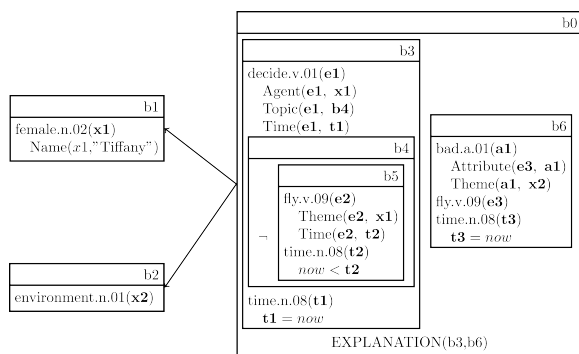 b0
b3
decide.v.01(e1)
Agent(e1, x1)
Topic(e1, b4)
Time(e1, t1)
b4
b5
¬
fly.v.09(e2)
Theme(e2, x1)
Time(e2, t2)
time.n.08(t2)
now < t2
time.n.08(t1)
t1 = now
b6
bad.a.01(a1)
Attribute(e3, a1)
Theme(a1, x2)
fly.v.09(e3)
time.n.08(t3)
t3 = now
EXPLANATION(b3,b6)
b1
female.n.02(x1)
Name(x1,"Tiffany")
b2
environment.n.01(x2)